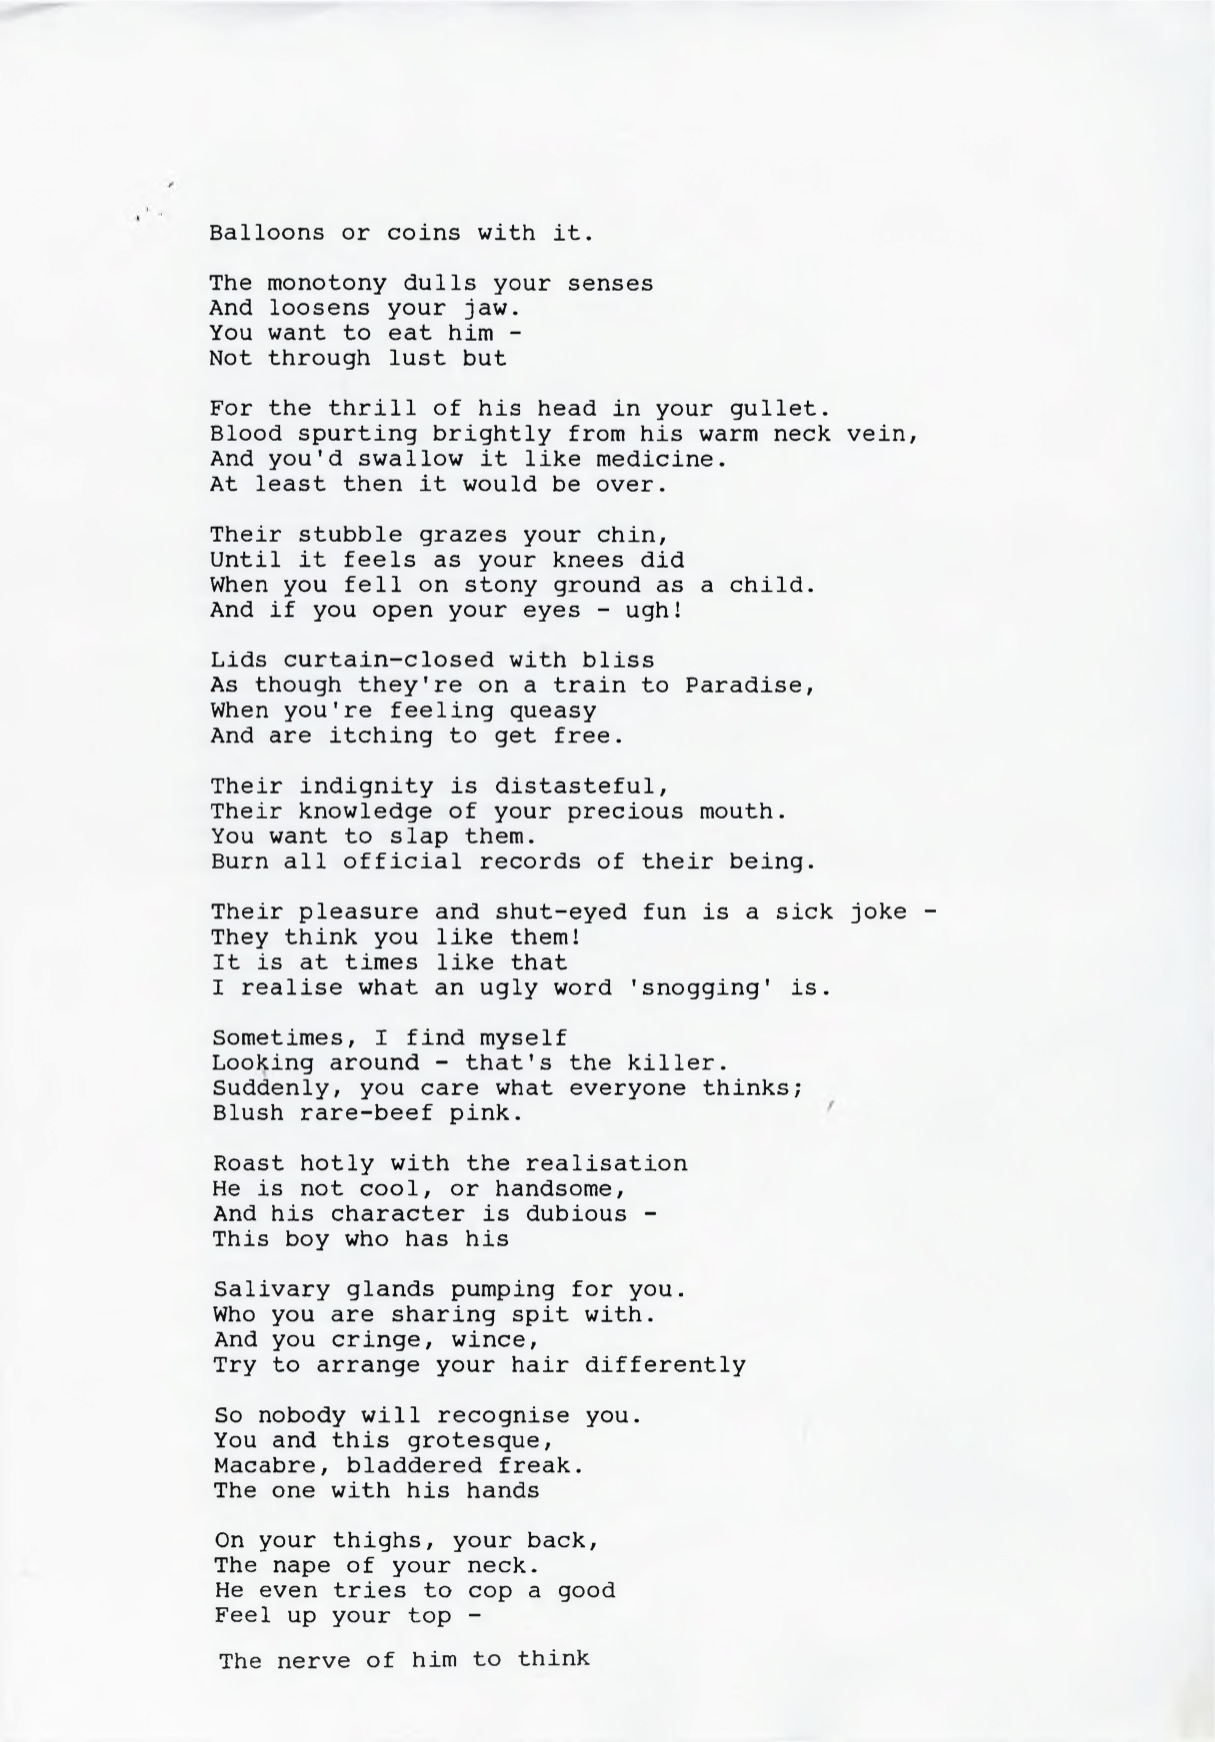 Balloons or coins with it.
The monotony dulls your senses
And loosens your jaw.
You want to eat him -
Not through lust but
For the thrill of his head in your gullet.
Blood spurting brightly from his warm neck vein,
And you'd swallow it like medicine.
At least then it would be over.
Their stubble grazes your chin,
Until it feels as your knees did
When you fell on stony ground as a child.
And if you open your eyes - ugh!
Lids curtain-closed with bliss
As though they're on a train to Paradise,
When you're feeling queasy
And are itching to get free.
Their indignity is distasteful,
Their knowledge of your precious mouth.
You want to slap them.
Burn all official records of their being.
Their pleasure and shut-eyed fun is a sick joke -
They think you like them!
It is at times like that
I realise what an ugly word 'snogging' is.
Sometimes, I find myself
Looking around - that's the killer.
Suddenly, you care what everyone thinks;
Blush rare-beef pink.
Roast hotly with the realisation
He is not cool, or handsome,
And his character is dubious -
This boy who has his
Salivary glands pumping for you.
Who you are sharing spit with.
And you cringe, wince,
Try to arrange your hair differently
So nobody will recognise you.
You and this grotesque,
Macabre, bladdered freak.
The one with his hands
On your thighs, your back,
The nape of your neck.
He even tries to cop a good
Feel up your top -
The nerve of him to think